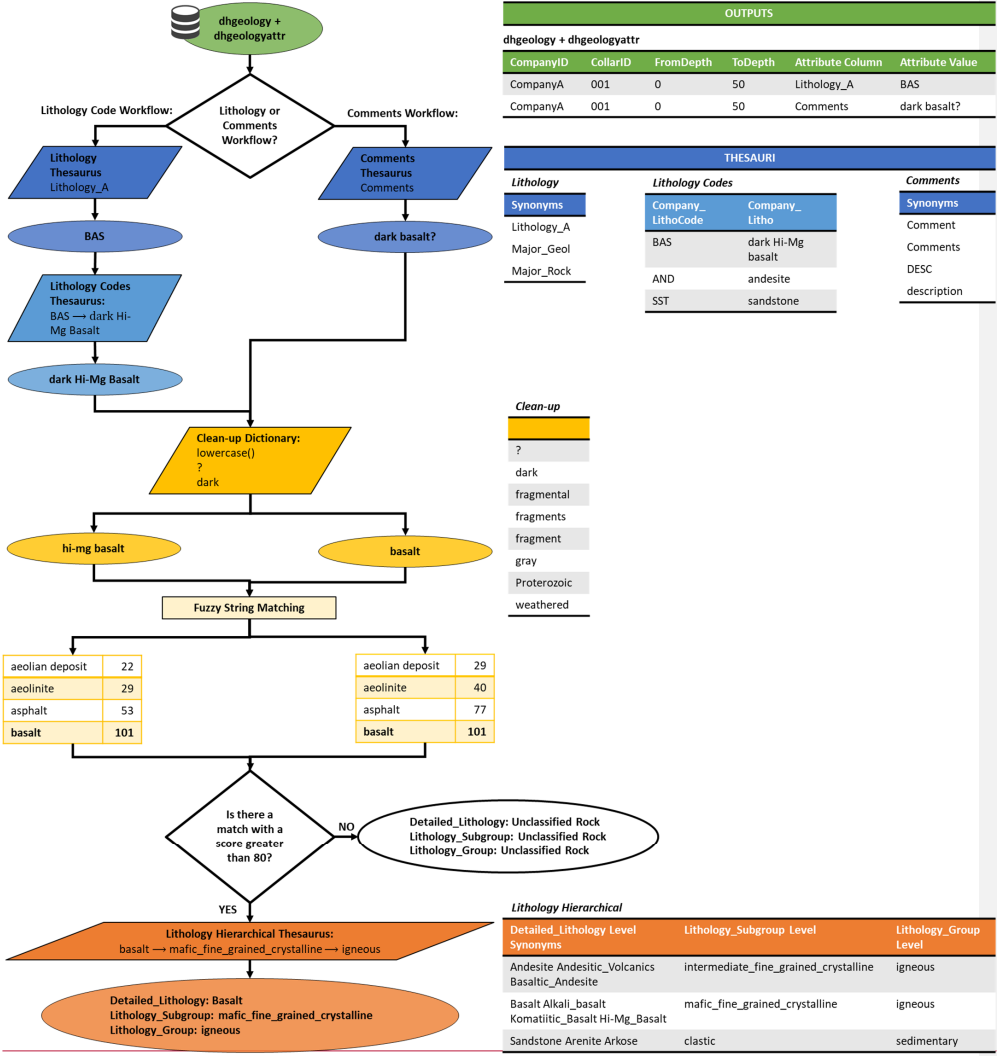 dhgeology +
dhgeologyattr
Lithology Code Workflow:
Lithology or
Comments
Workflow?
Comments Workflow:
Lithology
Thesaurus
Lithology_A
Comments
Thesaurus
Comments
BAS
dark basalt?
Lithology Codes
Thesaurus:
BAS → dark Hi-
Mg Basalt
dark Hi-Mg Basalt
Clean-up Dictionary:
lowercase()
?
dark
hi-mg basalt
basalt
Fuzzy String Matching
aeolian deposit 22
aeolinite 29
asphalt 53
basalt 101
aeolian deposit 29
aeolinite 40
asphalt 77
basalt 101
Is there a
match with a
score greater
than 80?
NO
Detailed_Lithology: Unclassified Rock
Lithology_Subgroup: Unclassified Rock
Lithology_Group: Unclassified Rock
YES
Lithology Hierarchical Thesaurus:
basalt → mafic_fine_grained_crystalline → igneous
Detailed_Lithology: Basalt
Lithology_Subgroup: mafic_fine_grained_crystalline
Lithology_Group: igneous
OUTPUTS
dhgeology + dhgeologyattr
CompanyID CollarID FromDepth ToDepth Attribute Column Attribute Value
CompanyA 001 0 50 Lithology_A BAS
CompanyA 001 0 50 Comments dark basalt?
THESAURI
Lithology
Synonyms
Lithology_A
Major_Geol
Major_Rock
Lithology Codes
Company_ Company_
LithoCode Litho
BAS dark Hi-Mg
basalt
AND andesite
SST sandstone
Comments
Synonyms
Comment
Comments
DESC
description
Clean-up
?
dark
fragmental
fragments
fragment
gray
Proterozoic
weathered
Lithology Hierarchical
Detailed_Lithology Level Lithology_Subgroup Level Lithology_Group
Synonyms Level
Andesite Andesitic_Volcanics intermediate_fine_grained_crystalline igneous
Basaltic_Andesite
Basalt Alkali_basalt mafic_fine_grained_crystalline igneous
Komatiitic_Basalt Hi-Mg_Basalt
Sandstone Arenite Arkose clastic sedimentary